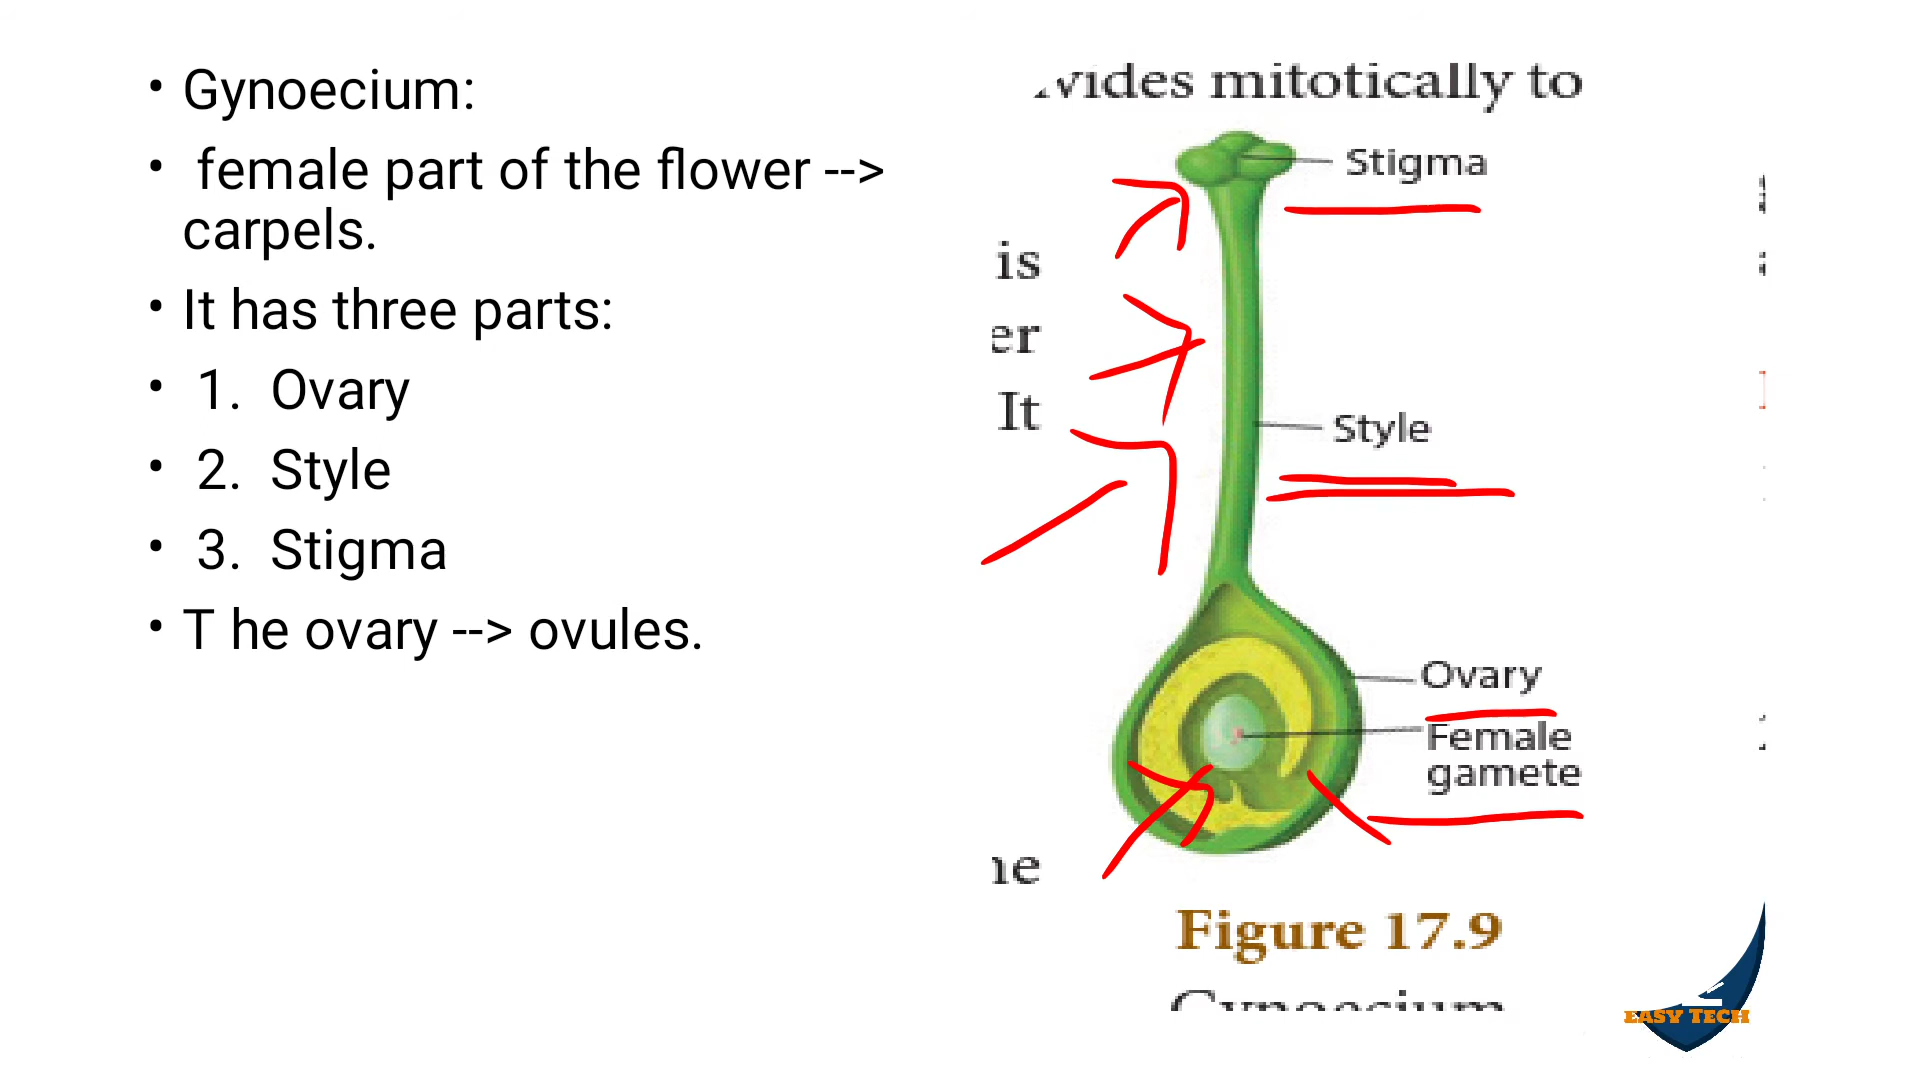 • Gynoecium:
• female part of the flower -->
carpels.
• It has three parts:
• 1. Ovary
• 2. Style
• 3. Stigma
• T he ovary --> ovules.
vides mitotically to
Stigma
is
er
It
Style
Ovary
Female
gamete
Figure 17.9
Gynoecium
EASY TECH